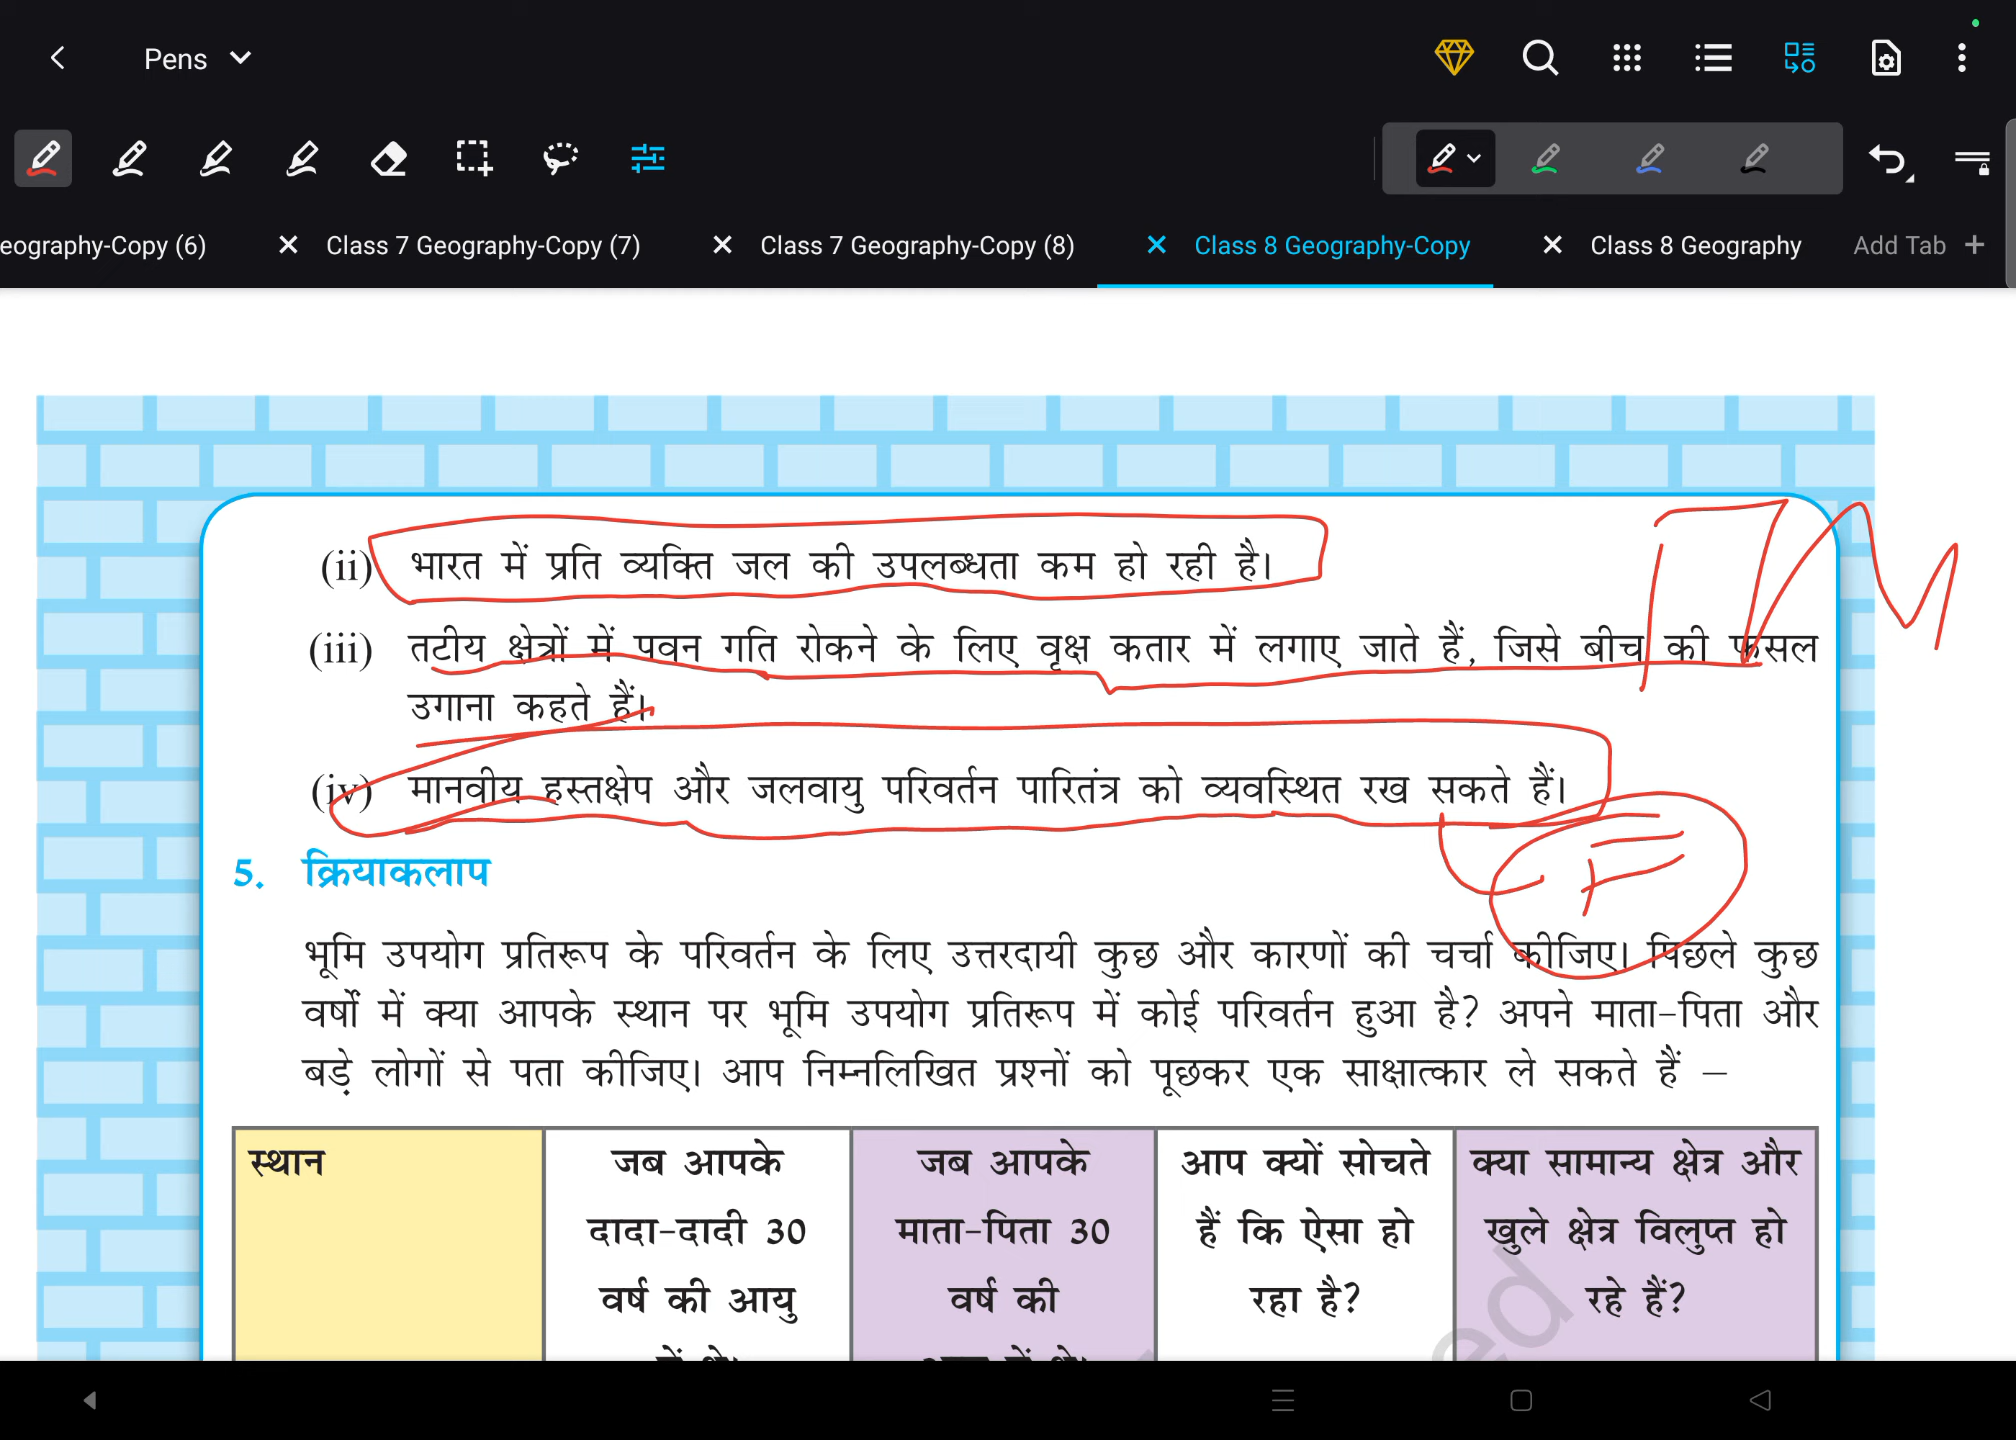 Pens
eography-Copy (6) Class 7 Geography-Copy (7) Class 7 Geography-Copy (8) Class 8 Geography-Copy Class 8 Geography Add Tab +
(ii) भारत में प्रति व्यक्ति जल की उपलब्धता कम हो रही है।
(iii) तटीय क्षेत्रों में पवन गति रोकने के लिए वृक्ष कतार में लगाए जाते हैं, जिसे बीच की फसल
उगाना कहते हैं।
(iv) मानवीय हस्तक्षेप और जलवायु परिवर्तन पारितंत्र को व्यवस्थित रख सकते हैं।
F
5. क्रियाकलाप
भूमि उपयोग प्रतिरूप के परिवर्तन के लिए उत्तरदायी कुछ और कारणों की चर्चा कीजिए। पिछले कुछ
वर्षों में क्या आपके स्थान पर भूमि उपयोग प्रतिरूप में कोई परिवर्तन हुआ है? अपने माता-पिता और
बड़े लोगों से पता कीजिए। आप निम्नलिखित प्रश्नों को पूछकर एक साक्षात्कार ले सकते हैं –
स्थान जब आपके जब आपके आप क्यों सोचते क्या सामान्य क्षेत्र और
दादा-दादी 30 माता-पिता 30 हैं कि ऐसा हो खुले क्षेत्र विलुप्त हो
वर्ष की आयु वर्ष की रहा है? रहे हैं?
ed